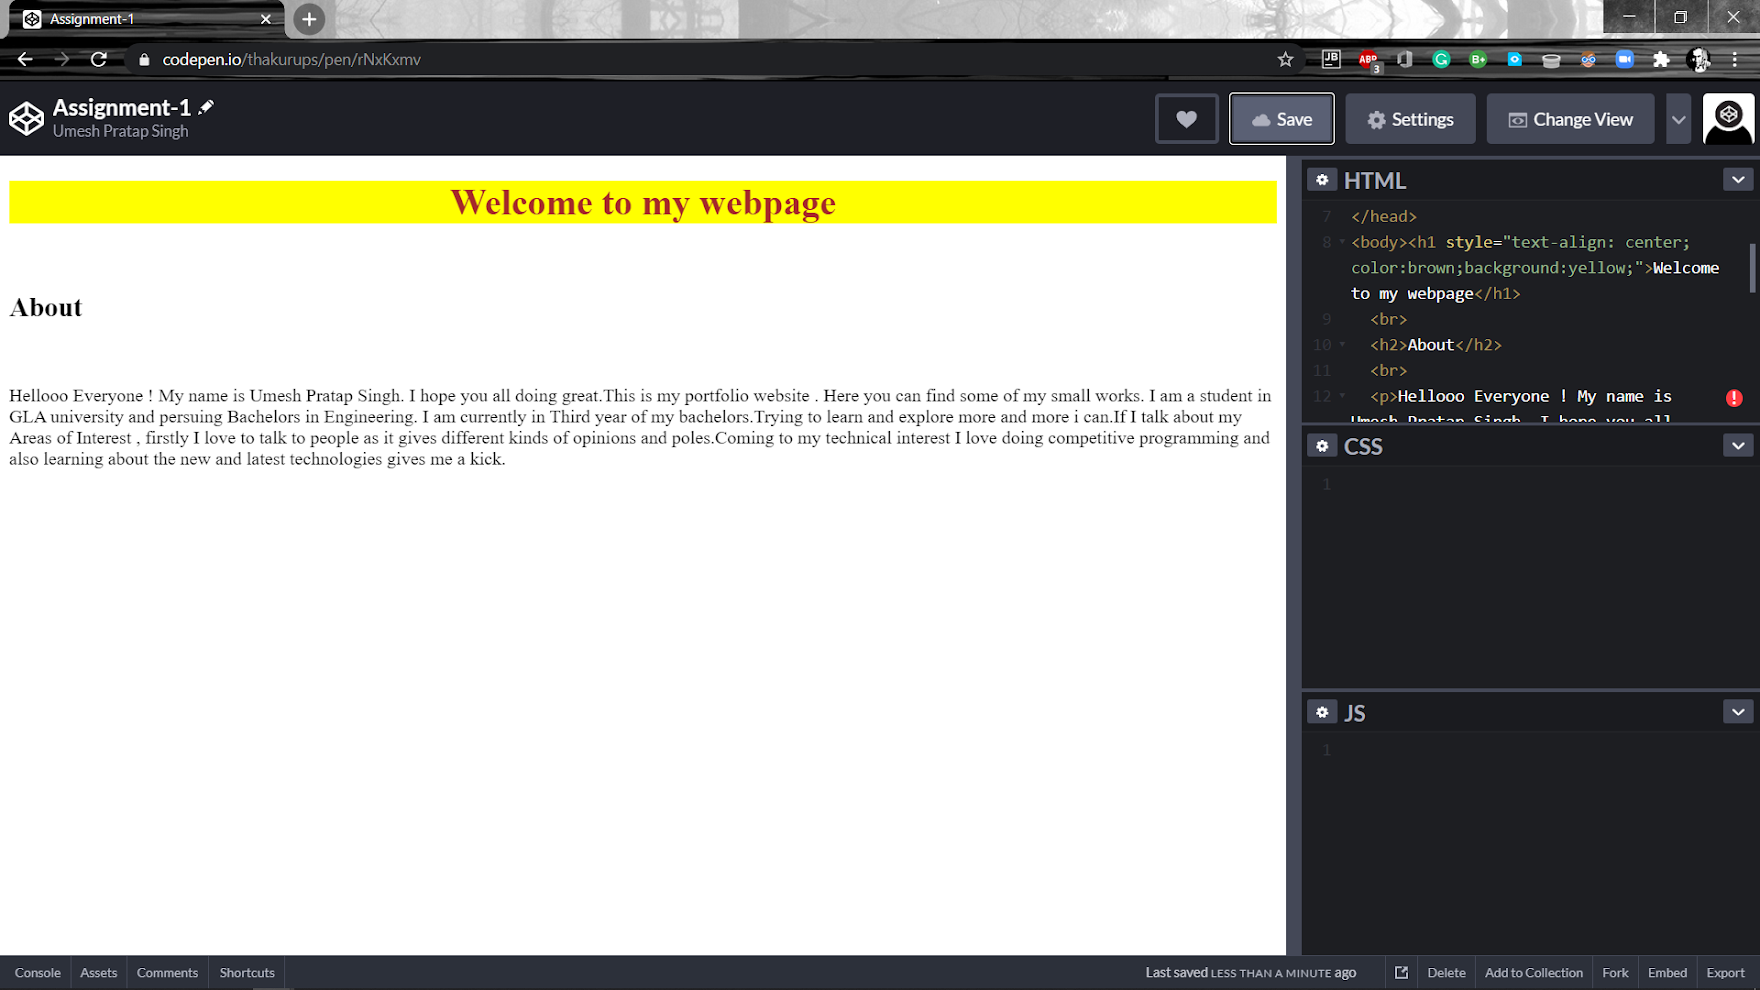 Assignment-1
codepen.io/thakurups/pen/rNxKxmv
JB
ABP
3
G
B+
Assignment-1
Umesh Pratap Singh
Save
Settings
Change View
Welcome to my webpage
About
Hellooo Everyone ! My name is Umesh Pratap Singh. I hope you all doing great.This is my portfolio website . Here you can find some of my small works. I am a student in
GLA university and persuing Bachelors in Engineering. I am currently in Third year of my bachelors.Trying to learn and explore more and more i can.If I talk about my
Areas of Interest , firstly I love to talk to people as it gives different kinds of opinions and poles.Coming to my technical interest I love doing competitive programming and
also learning about the new and latest technologies gives me a kick.
HTML
7 </head>
8 <body><h1 style="text-align: center;
color:brown;background:yellow;">Welcome
to my webpage</h1>
9 <br>
10 <h2>About</h2>
11 <br>
12 <p>Hellooo Everyone ! My name is
Umesh Pratap Singh. I hope you all
CSS
1
JS
1
Console
Assets
Comments
Shortcuts
Last saved LESS THAN A MINUTE ago
Delete
Add to Collection
Fork
Embed
Export